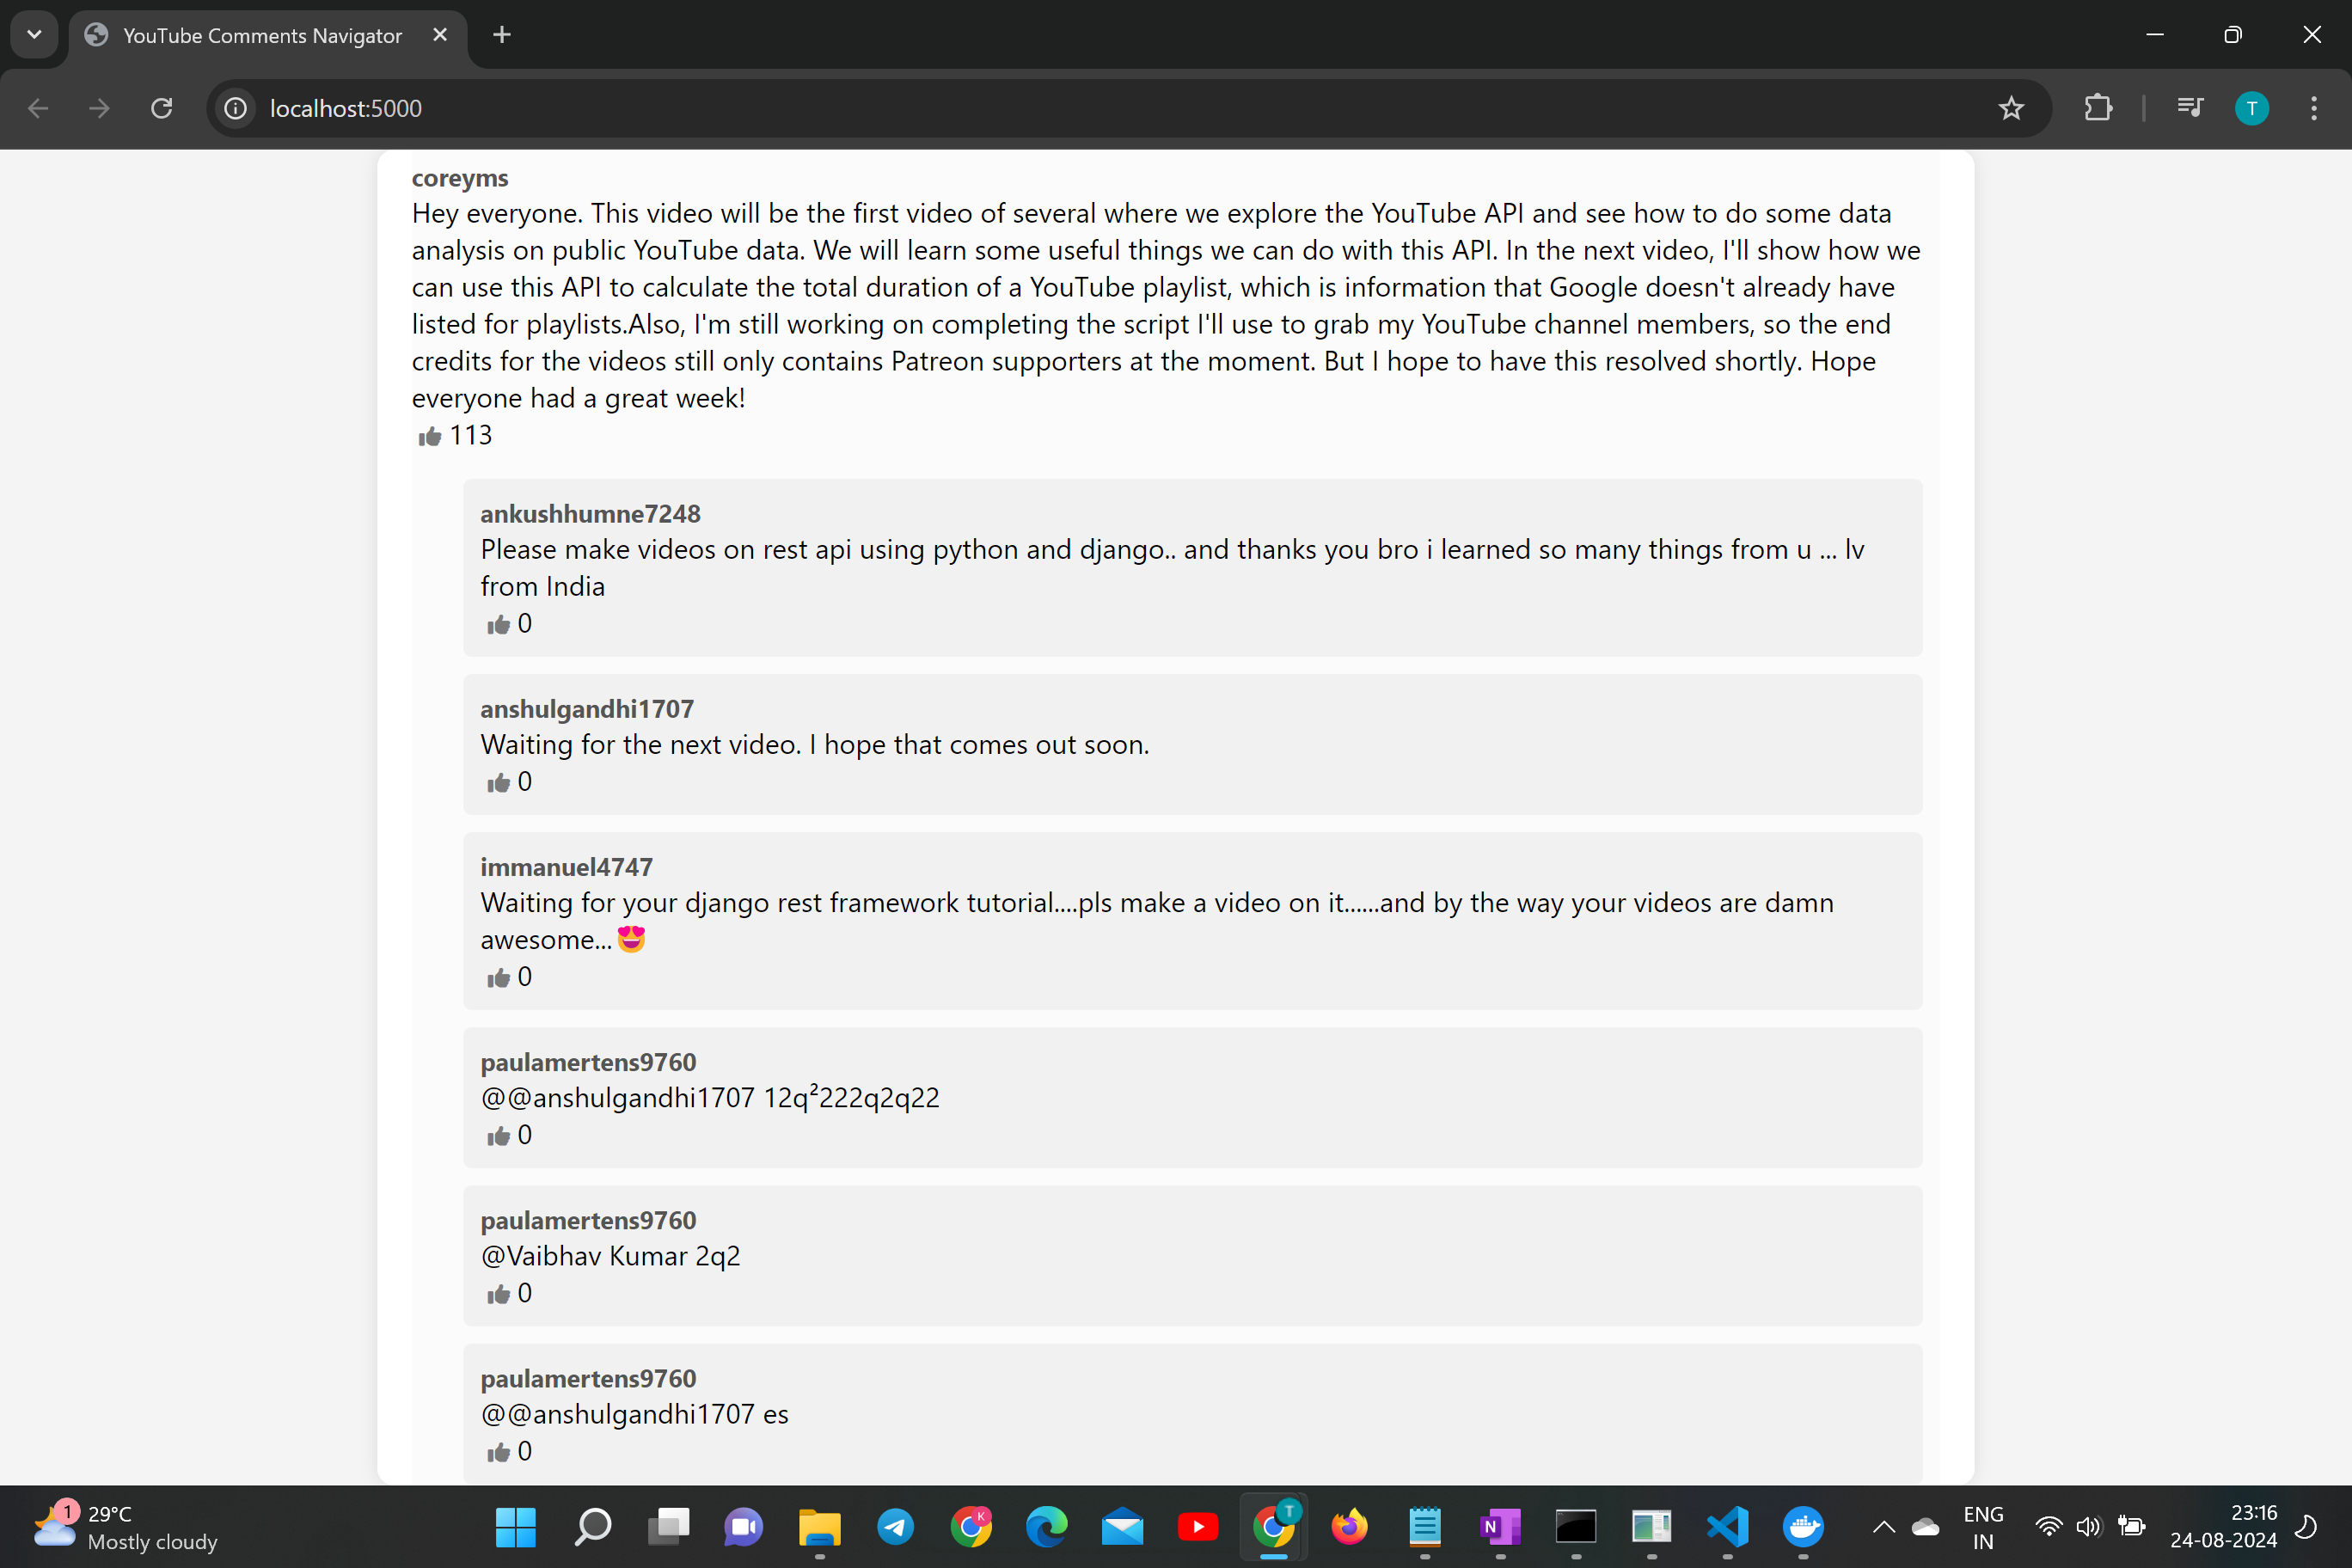 YouTube Comments Navigator
localhost:5000
T
coreyms
Hey everyone. This video will be the first video of several where we explore the YouTube API and see how to do some data
analysis on public YouTube data. We will learn some useful things we can do with this API. In the next video, I'll show how we
can use this API to calculate the total duration of a YouTube playlist, which is information that Google doesn't already have
listed for playlists.Also, I'm still working on completing the script I'll use to grab my YouTube channel members, so the end
credits for the videos still only contains Patreon supporters at the moment. But I hope to have this resolved shortly. Hope
everyone had a great week!
113
ankushhumne7248
Please make videos on rest api using python and django.. and thanks you bro i learned so many things from u ... lv
from India
0
anshulgandhi1707
Waiting for the next video. I hope that comes out soon.
0
immanuel4747
Waiting for your django rest framework tutorial....pls make a video on it......and by the way your videos are damn
awesome...😍
0
paulamertens9760
@@anshulgandhi1707 12q²222q2q22
0
paulamertens9760
@Vaibhav Kumar 2q2
0
paulamertens9760
@@anshulgandhi1707 es
0
1
29°C
Mostly cloudy
K
T
N
ENG
IN
23:16
24-08-2024